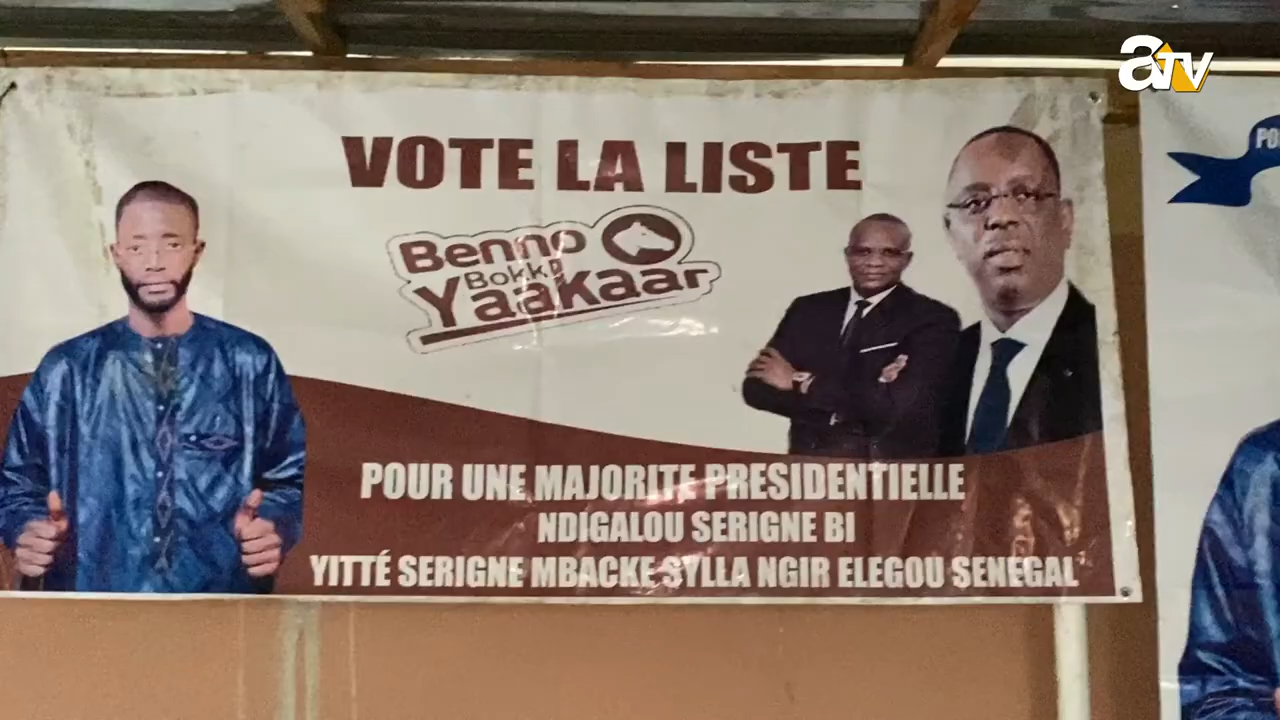 aTV
VOTE LA LISTE
Benno
Bokk
Yaakaar
POUR UNE MAJORITE PRESIDENTIELLE
NDIGALOU SERIGNE BI
YITTÉ SERIGNE MBACKE SYLLA NGIR ELEGOU SENEGAL